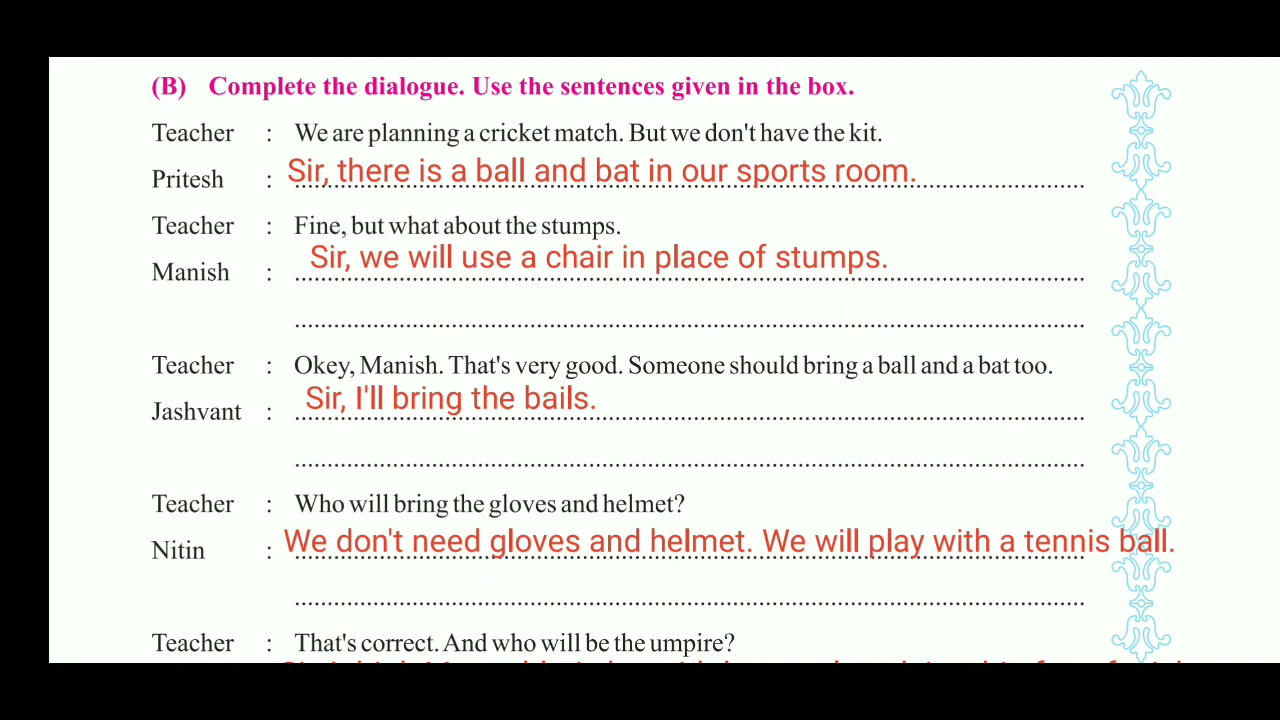 (B) Complete the dialogue. Use the sentences given in the box.
Teacher : We are planning a cricket match. But we don't have the kit.
Pritesh : Sir, there is a ball and bat in our sports room.
Teacher : Fine, but what about the stumps.
Manish : Sir, we will use a chair in place of stumps.
Teacher : Okey, Manish. That's very good. Someone should bring a ball and a bat too.
Jashvant : Sir, I'll bring the bails.
Teacher : Who will bring the gloves and helmet?
Nitin : We don't need gloves and helmet. We will play with a tennis ball.
Teacher : That's correct. And who will be the umpire?